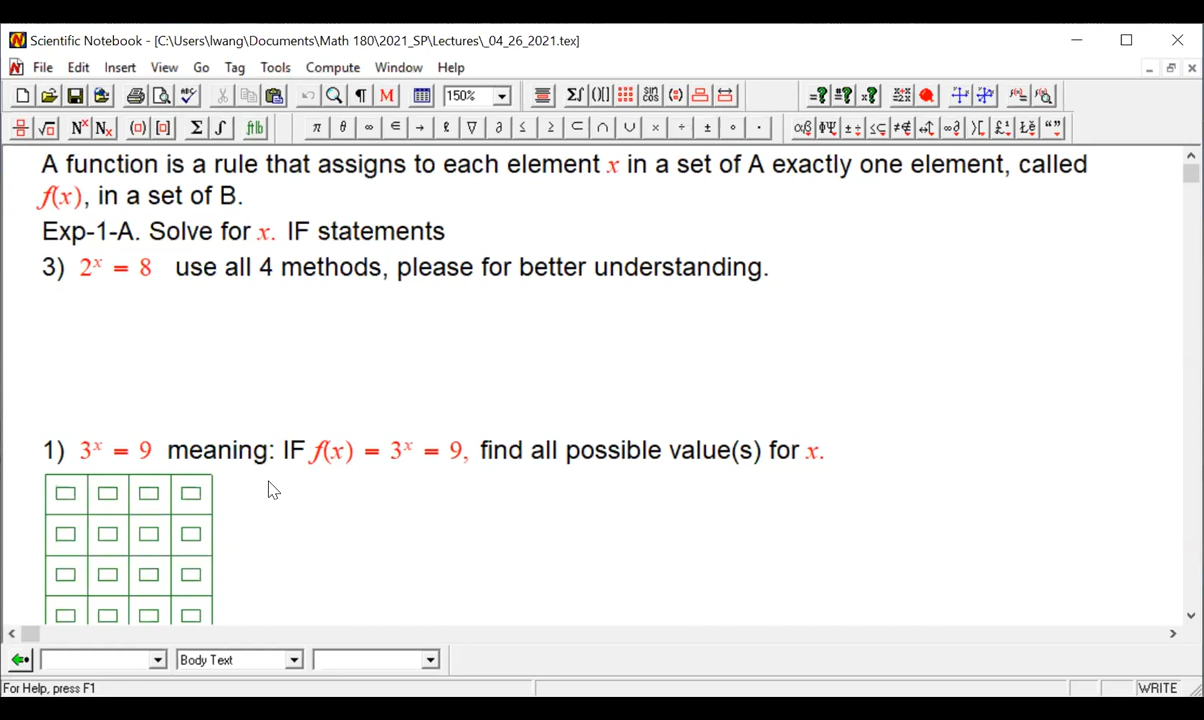 Scientific Notebook - [C:\Users\lwang\Documents\Math 180\2021_SP\Lectures\_04_26_2021.tex]
File Edit Insert View Go Tag Tools Compute Window Help
150%
A function is a rule that assigns to each element x in a set of A exactly one element, called
f(x), in a set of B.
Exp-1-A. Solve for x. IF statements
3) 2ˣ = 8 use all 4 methods, please for better understanding.
1) 3ˣ = 9 meaning: IF f(x) = 3ˣ = 9, find all possible value(s) for x.
Body Text
For Help, press F1
WRITE